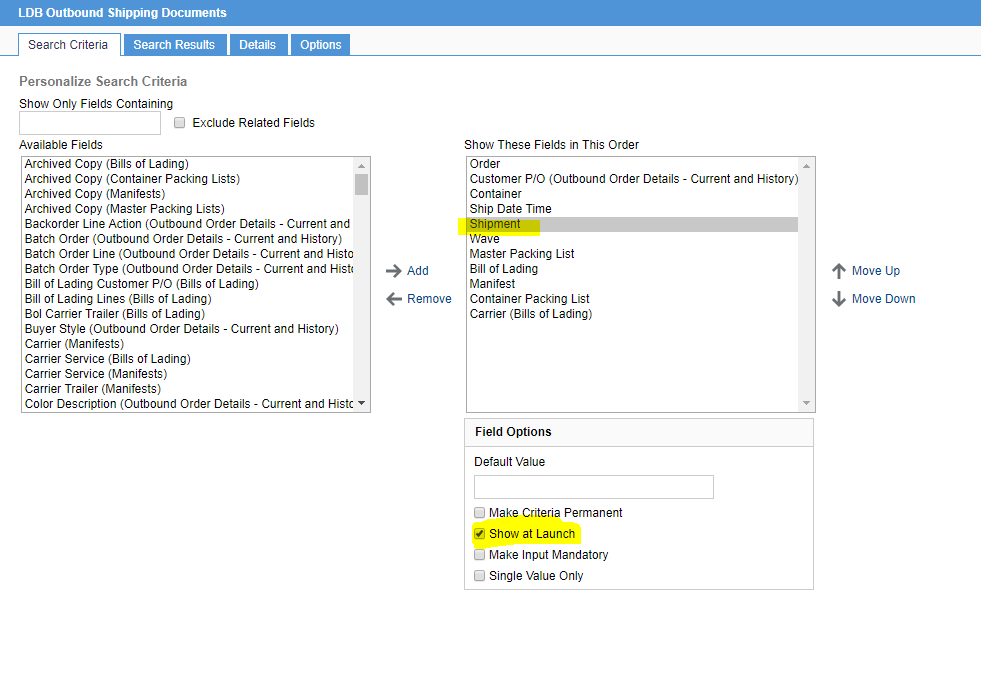 LDB Outbound Shipping Documents
Search Criteria Search Results Details Options
Personalize Search Criteria
Show Only Fields Containing
Exclude Related Fields
Available Fields
Archived Copy (Bills of Lading)
Archived Copy (Container Packing Lists)
Archived Copy (Manifests)
Archived Copy (Master Packing Lists)
Backorder Line Action (Outbound Order Details - Current and
Batch Order (Outbound Order Details - Current and History)
Batch Order Line (Outbound Order Details - Current and Histo
Batch Order Type (Outbound Order Details - Current and Histo
Bill of Lading Customer P/O (Bills of Lading)
Bill of Lading Lines (Bills of Lading)
Bol Carrier Trailer (Bills of Lading)
Buyer Style (Outbound Order Details - Current and History)
Carrier (Manifests)
Carrier Service (Bills of Lading)
Carrier Service (Manifests)
Carrier Trailer (Manifests)
Color Description (Outbound Order Details - Current and Histo
Add
Remove
Show These Fields in This Order
Order
Customer P/O (Outbound Order Details - Current and History)
Container
Ship Date Time
Shipment
Wave
Master Packing List
Bill of Lading
Manifest
Container Packing List
Carrier (Bills of Lading)
Move Up
Move Down
Field Options
Default Value
Make Criteria Permanent
Show at Launch
Make Input Mandatory
Single Value Only